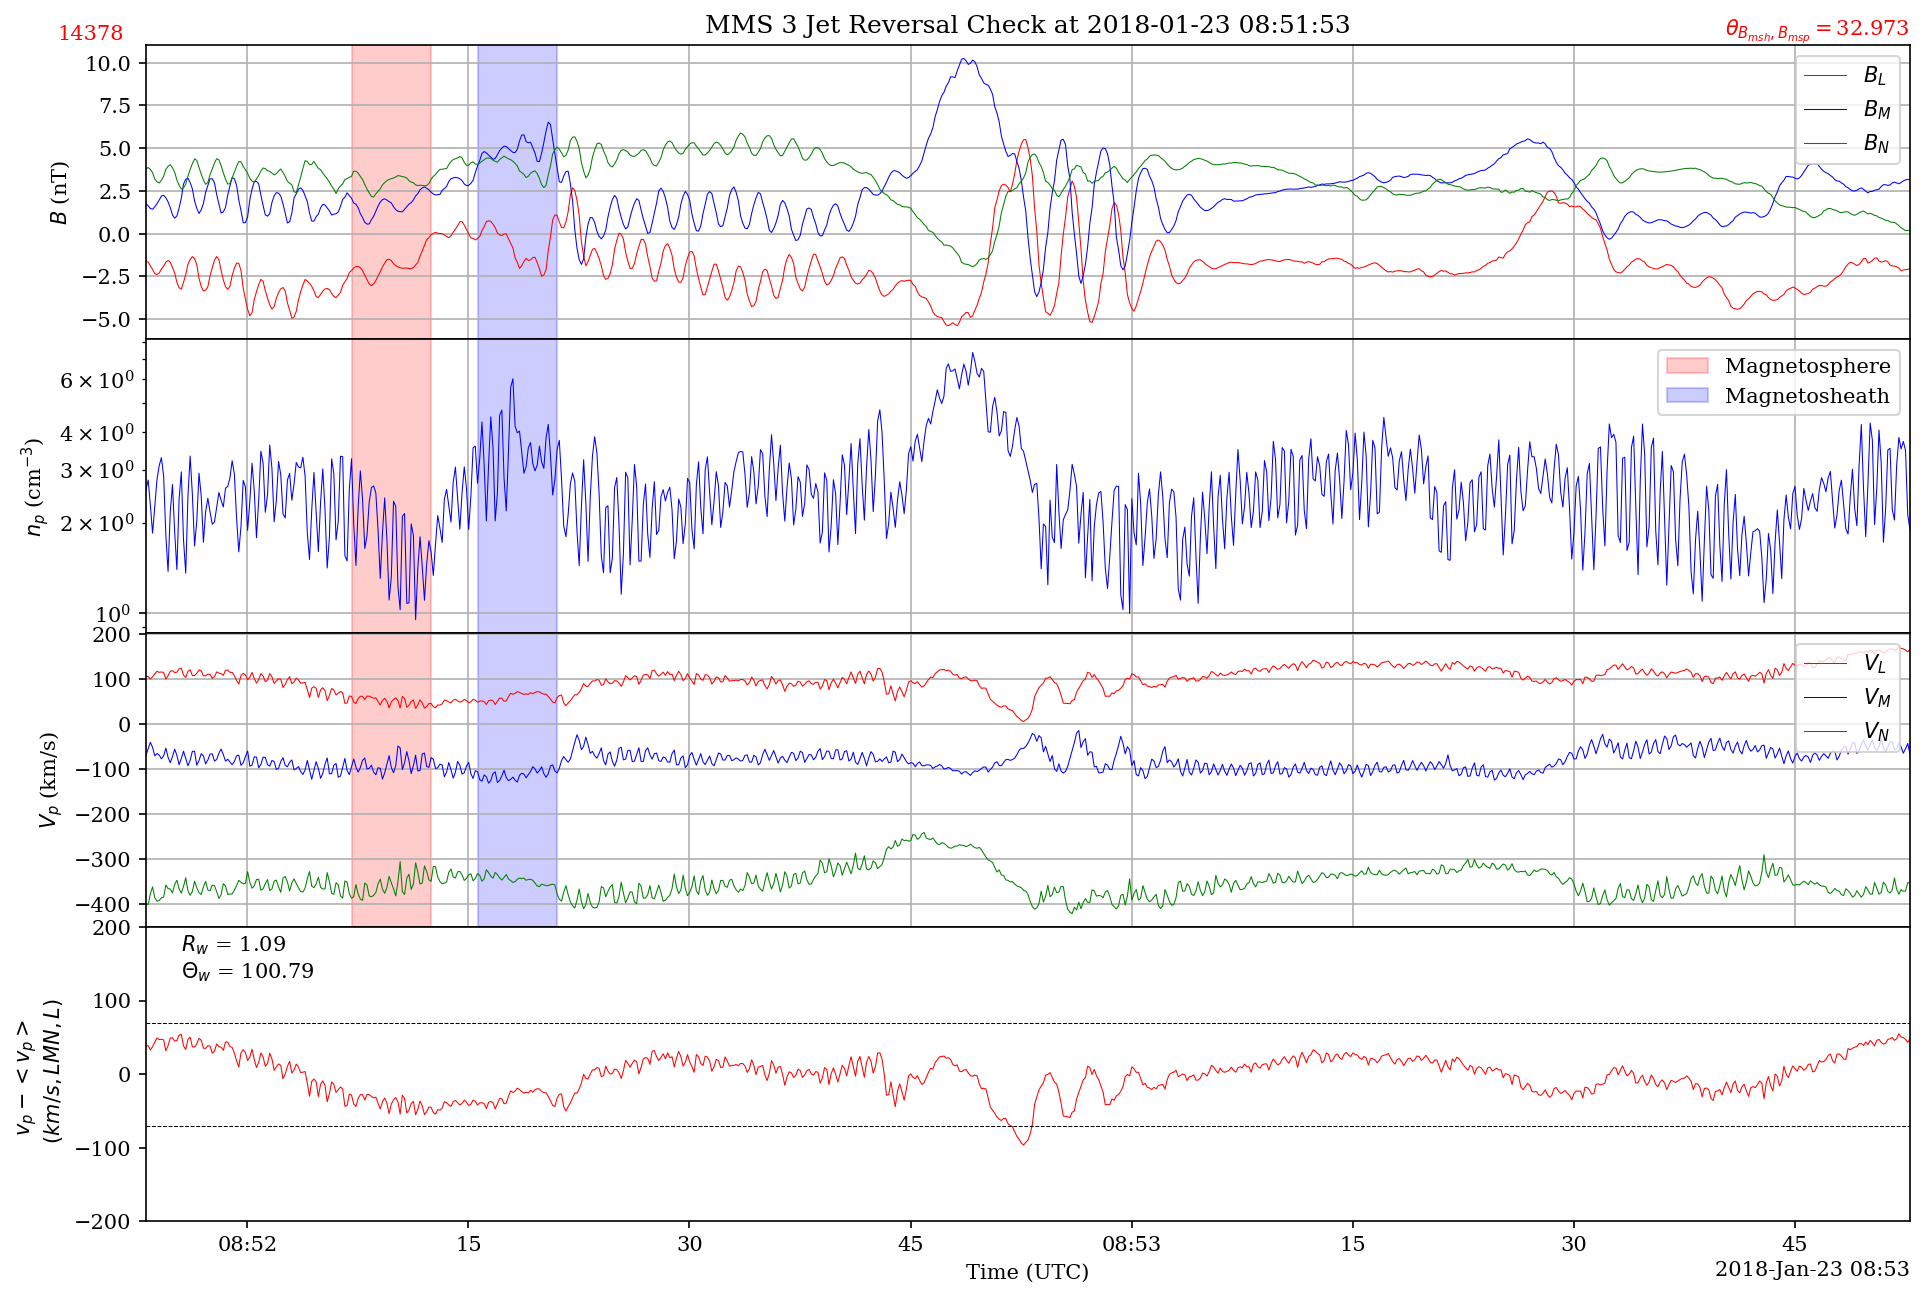 MMS 3 Jet Reversal Check at 2018-01-23 08:51:53
14378
θ_{B_{msh}, B_{msp}} = 32.973
10.0
7.5
5.0
2.5
0.0
−2.5
−5.0
B (nT)
B_L
B_M
B_N
6 × 10^0
4 × 10^0
3 × 10^0
2 × 10^0
10^0
n_p (cm^{−3})
Magnetosphere
Magnetosheath
200
100
0
−100
−200
−300
−400
V_p (km/s)
V_L
V_M
V_N
200
100
0
−100
−200
v_p − < v_p >
(km/s, LMN, L)
R_w = 1.09
Θ_w = 100.79
08:52
15
30
45
08:53
15
30
45
Time (UTC)
2018-Jan-23 08:53